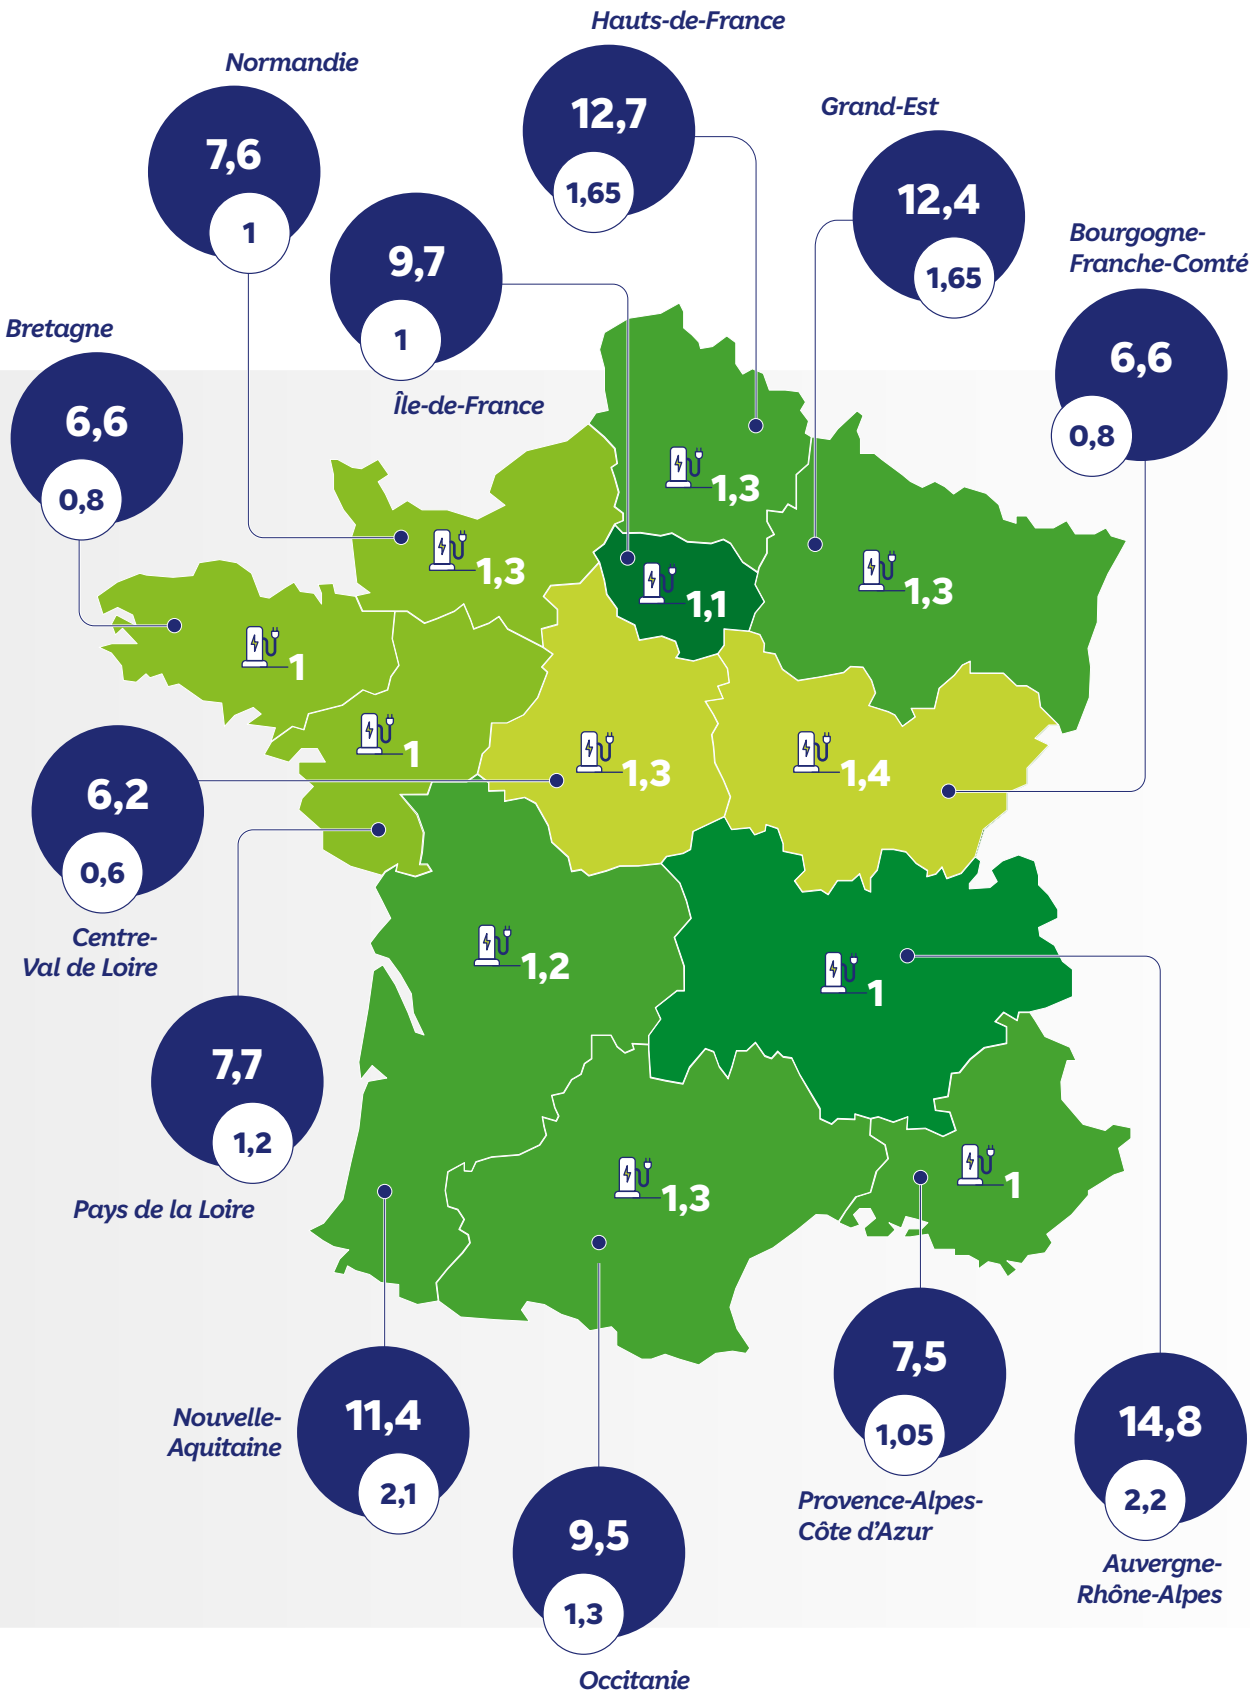 Hauts-de-France
12,7
1,65
Normandie
7,6
1
Grand-Est
12,4
1,65
9,7
1
Île-de-France
Bourgogne-
Franche-Comté
6,6
0,8
Bretagne
6,6
0,8
1,3
1,3
1,1
1,3
1
1
1,3
1,4
6,2
0,6
Centre-
Val de Loire
1,2
1
7,7
1,2
Pays de la Loire
1,3
1
Nouvelle-
Aquitaine
11,4
2,1
9,5
1,3
Occitanie
7,5
1,05
Provence-Alpes-
Côte d’Azur
14,8
2,2
Auvergne-
Rhône-Alpes